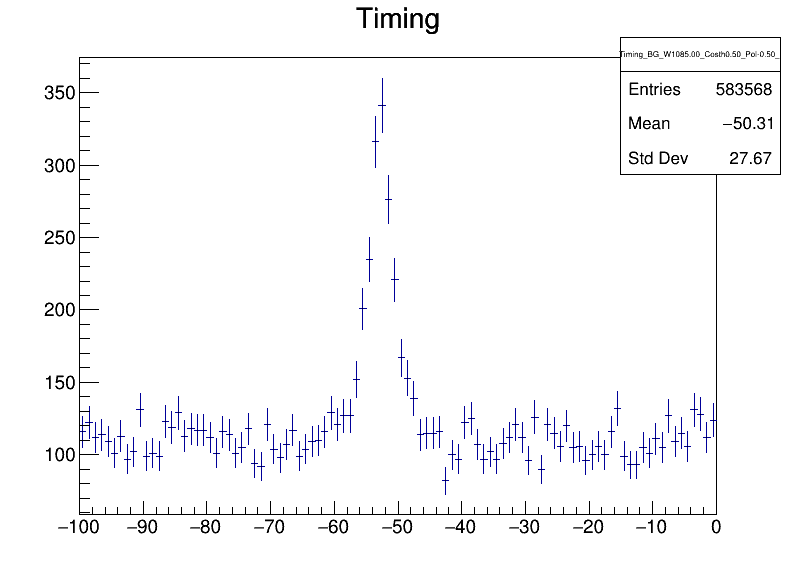 Timing
Timing_BG_W1085.00_Costh0.50_Pol-0.50_
Entries 583568
Mean −50.31
Std Dev 27.67
350
300
250
200
150
100
−100 −90 −80 −70 −60 −50 −40 −30 −20 −10 0